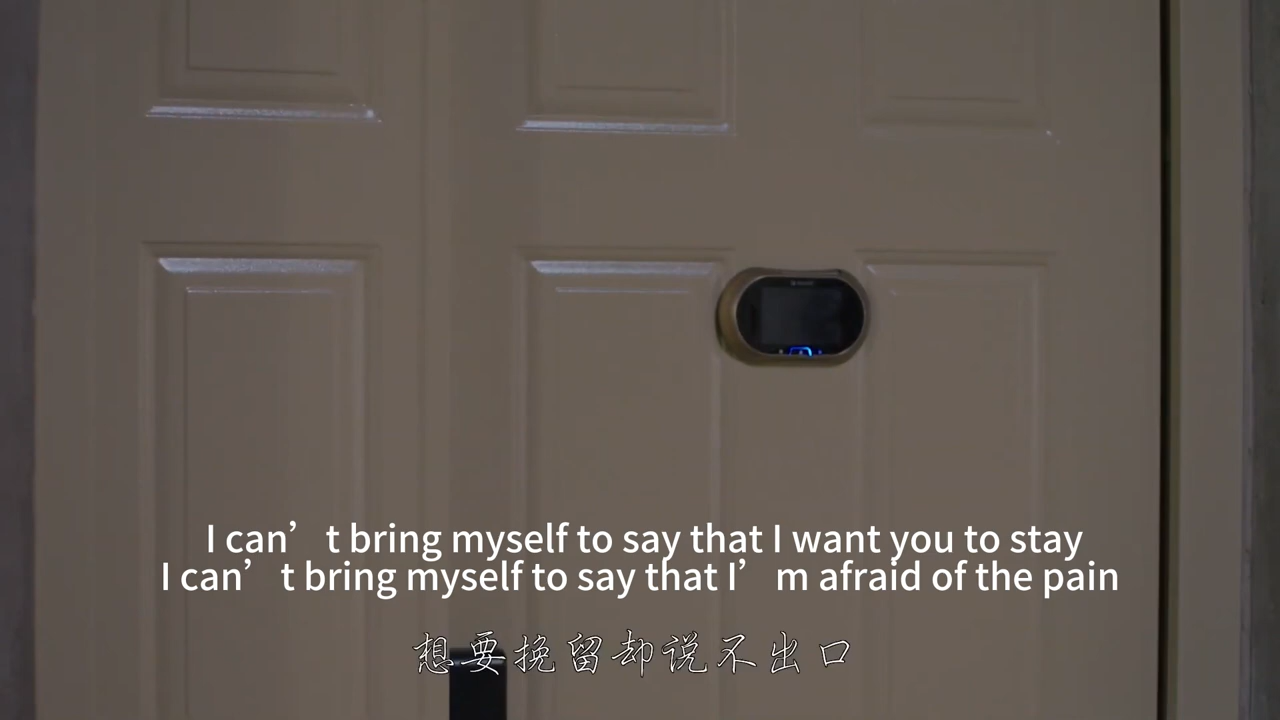 I can’t bring myself to say that I want you to stay
I can’t bring myself to say that I’m afraid of the pain
想要挽留却说不出口